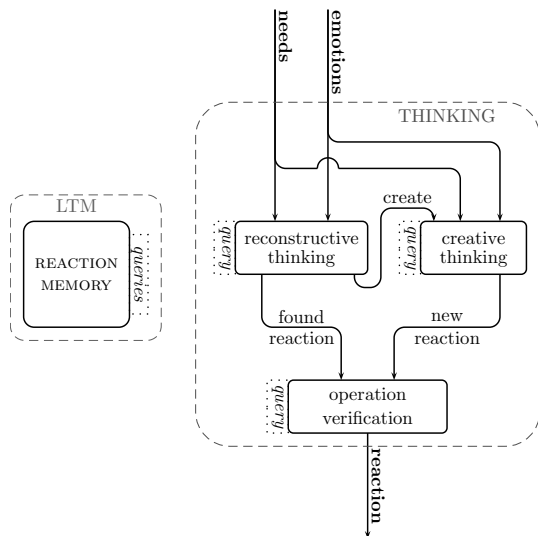 needs
emotions
THINKING
create
LTM
REACTION
MEMORY
queries
query
reconstructive
thinking
query
creative
thinking
found
reaction
new
reaction
query
operation
verification
reaction